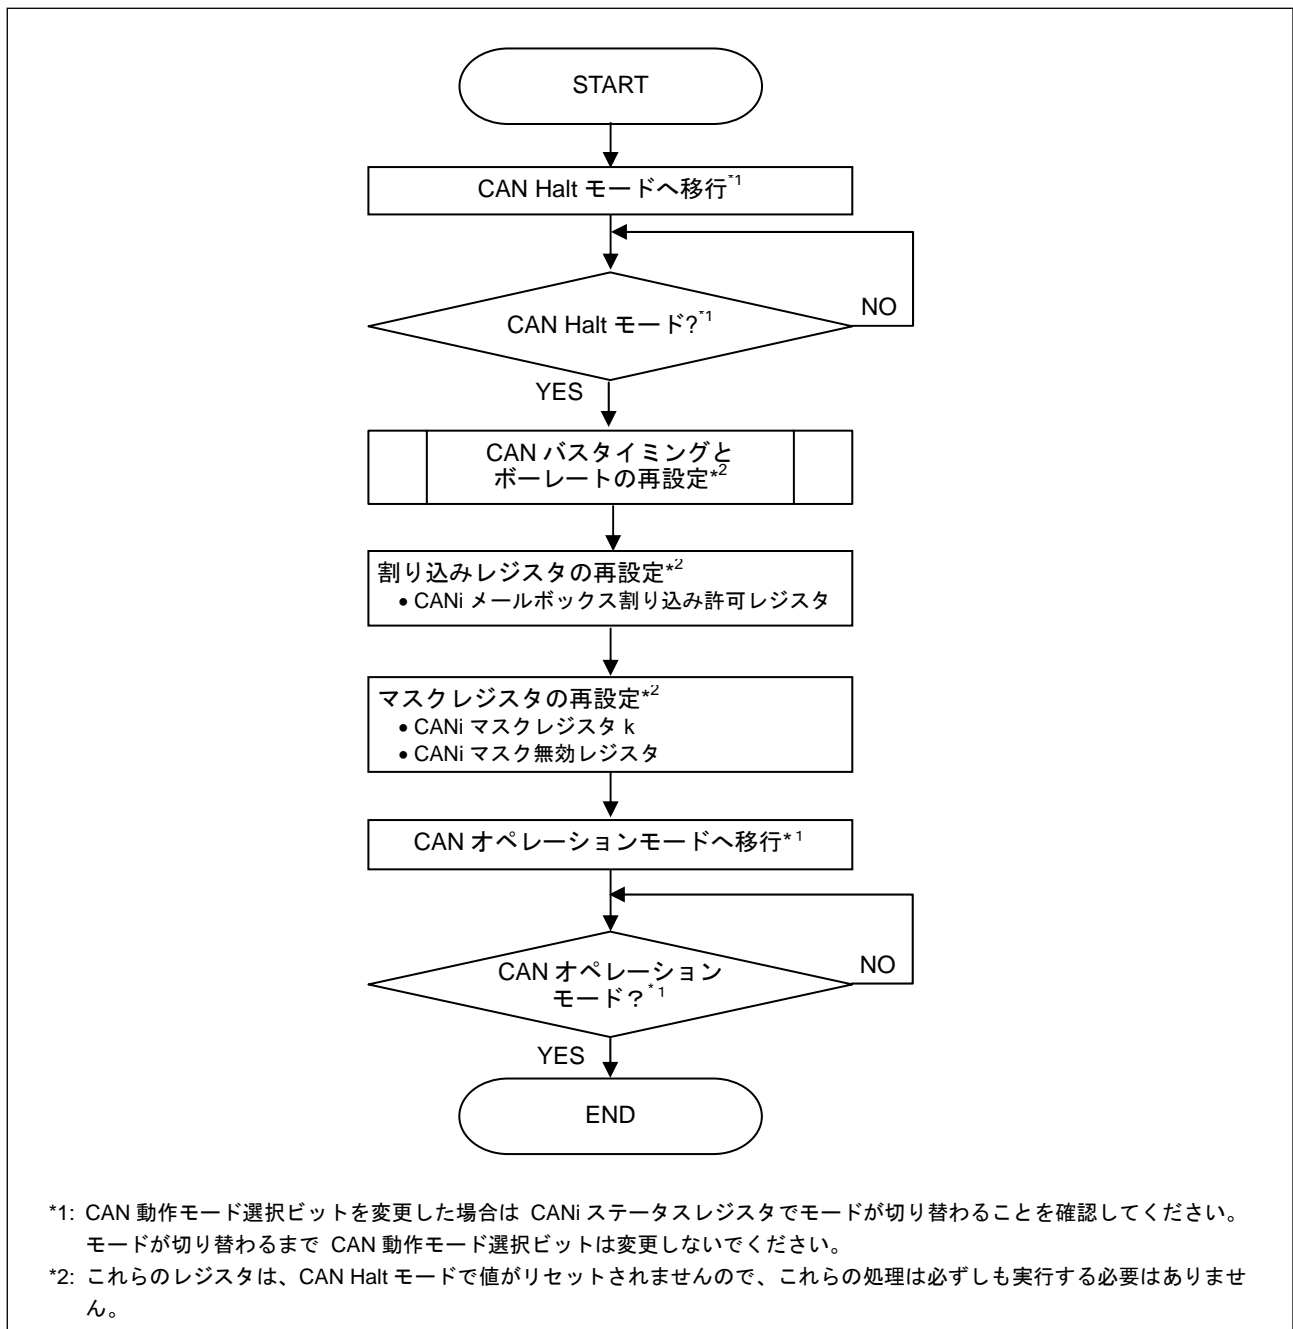 START
CAN Halt モードへ移行*1
CAN Halt モード?*1
NO
YES
CAN バスタイミングと
ボーレートの再設定*2
割り込みレジスタの再設定*2
• CANi メールボックス割り込み許可レジスタ
マスクレジスタの再設定*2
• CANi マスクレジスタ k
• CANi マスク無効レジスタ
CAN オペレーションモードへ移行*1
CAN オペレーション
モード？*1
NO
YES
END
*1: CAN 動作モード選択ビットを変更した場合は CANi ステータスレジスタでモードが切り替わることを確認してください。
モードが切り替わるまで CAN 動作モード選択ビットは変更しないでください。
*2: これらのレジスタは、CAN Halt モードで値がリセットされませんので、これらの処理は必ずしも実行する必要はありませ
ん。